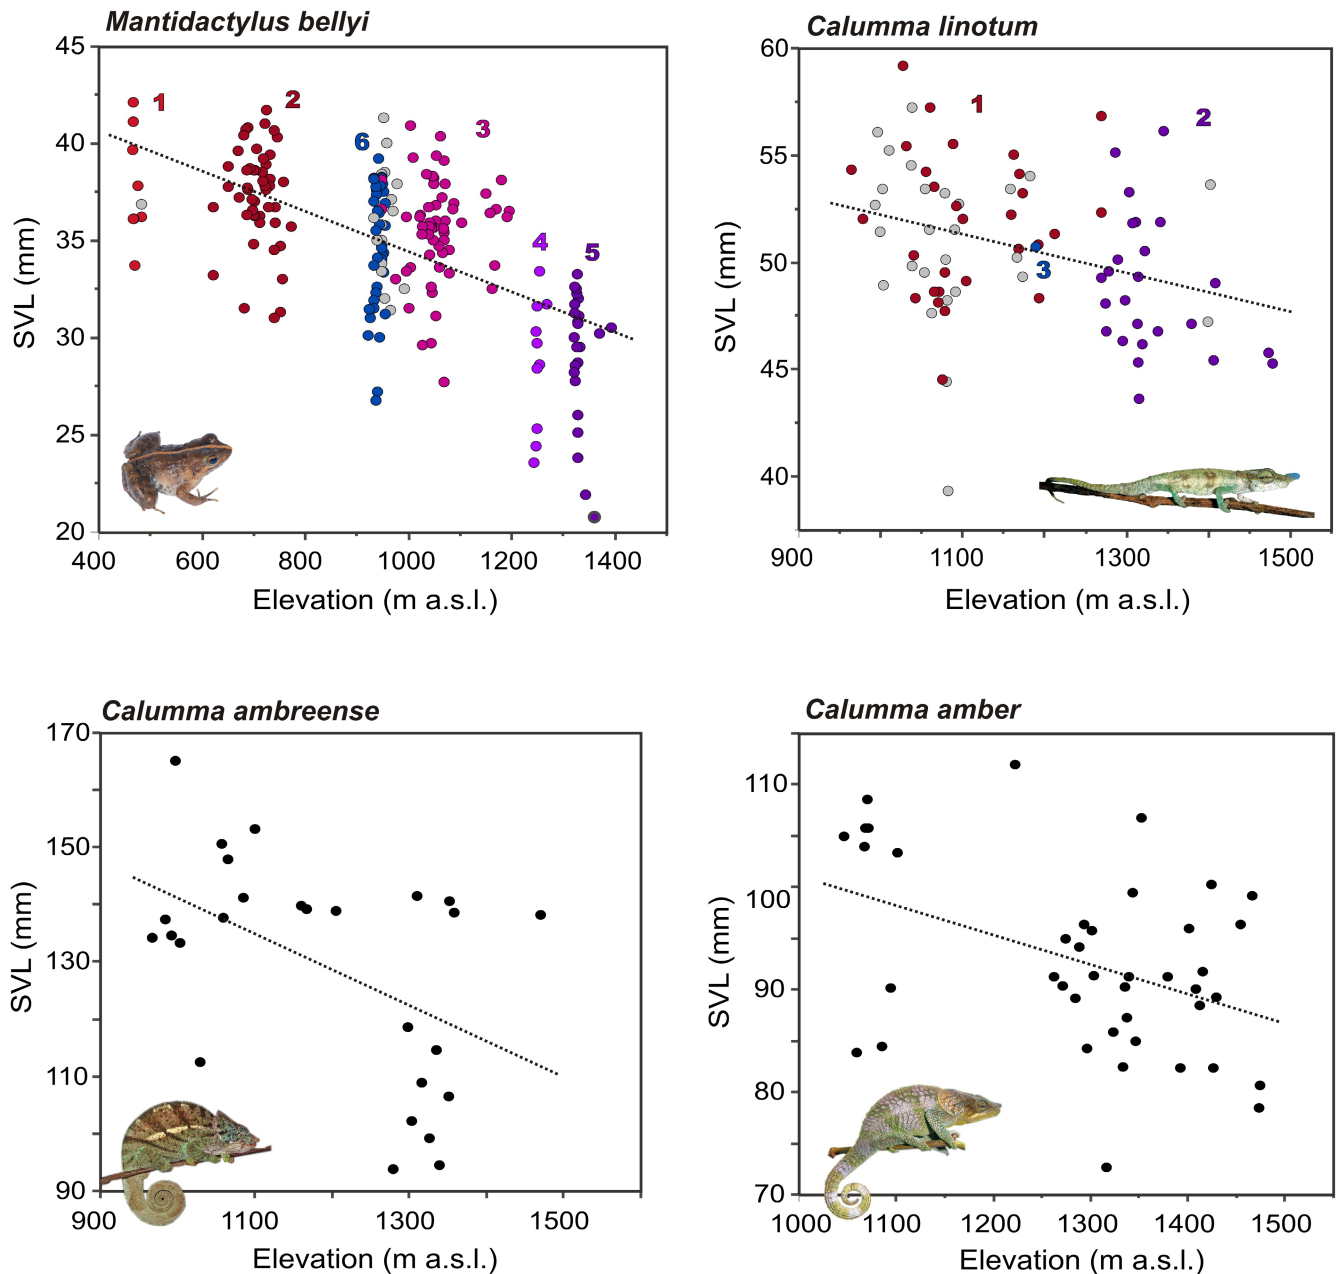 Mantidactylus bellyi
45
40
35
30
25
20
SVL (mm)
1
2
6
3
4
5
400 600 800 1000 1200 1400
Elevation (m a.s.l.)
Calumma linotum
60
55
50
45
40
SVL (mm)
1
2
3
900 1100 1300 1500
Elevation (m a.s.l.)
Calumma ambreense
170
150
130
110
90
SVL (mm)
900 1100 1300 1500
Elevation (m a.s.l.)
Calumma amber
110
100
90
80
70
SVL (mm)
1000 1100 1200 1300 1400 1500
Elevation (m a.s.l.)